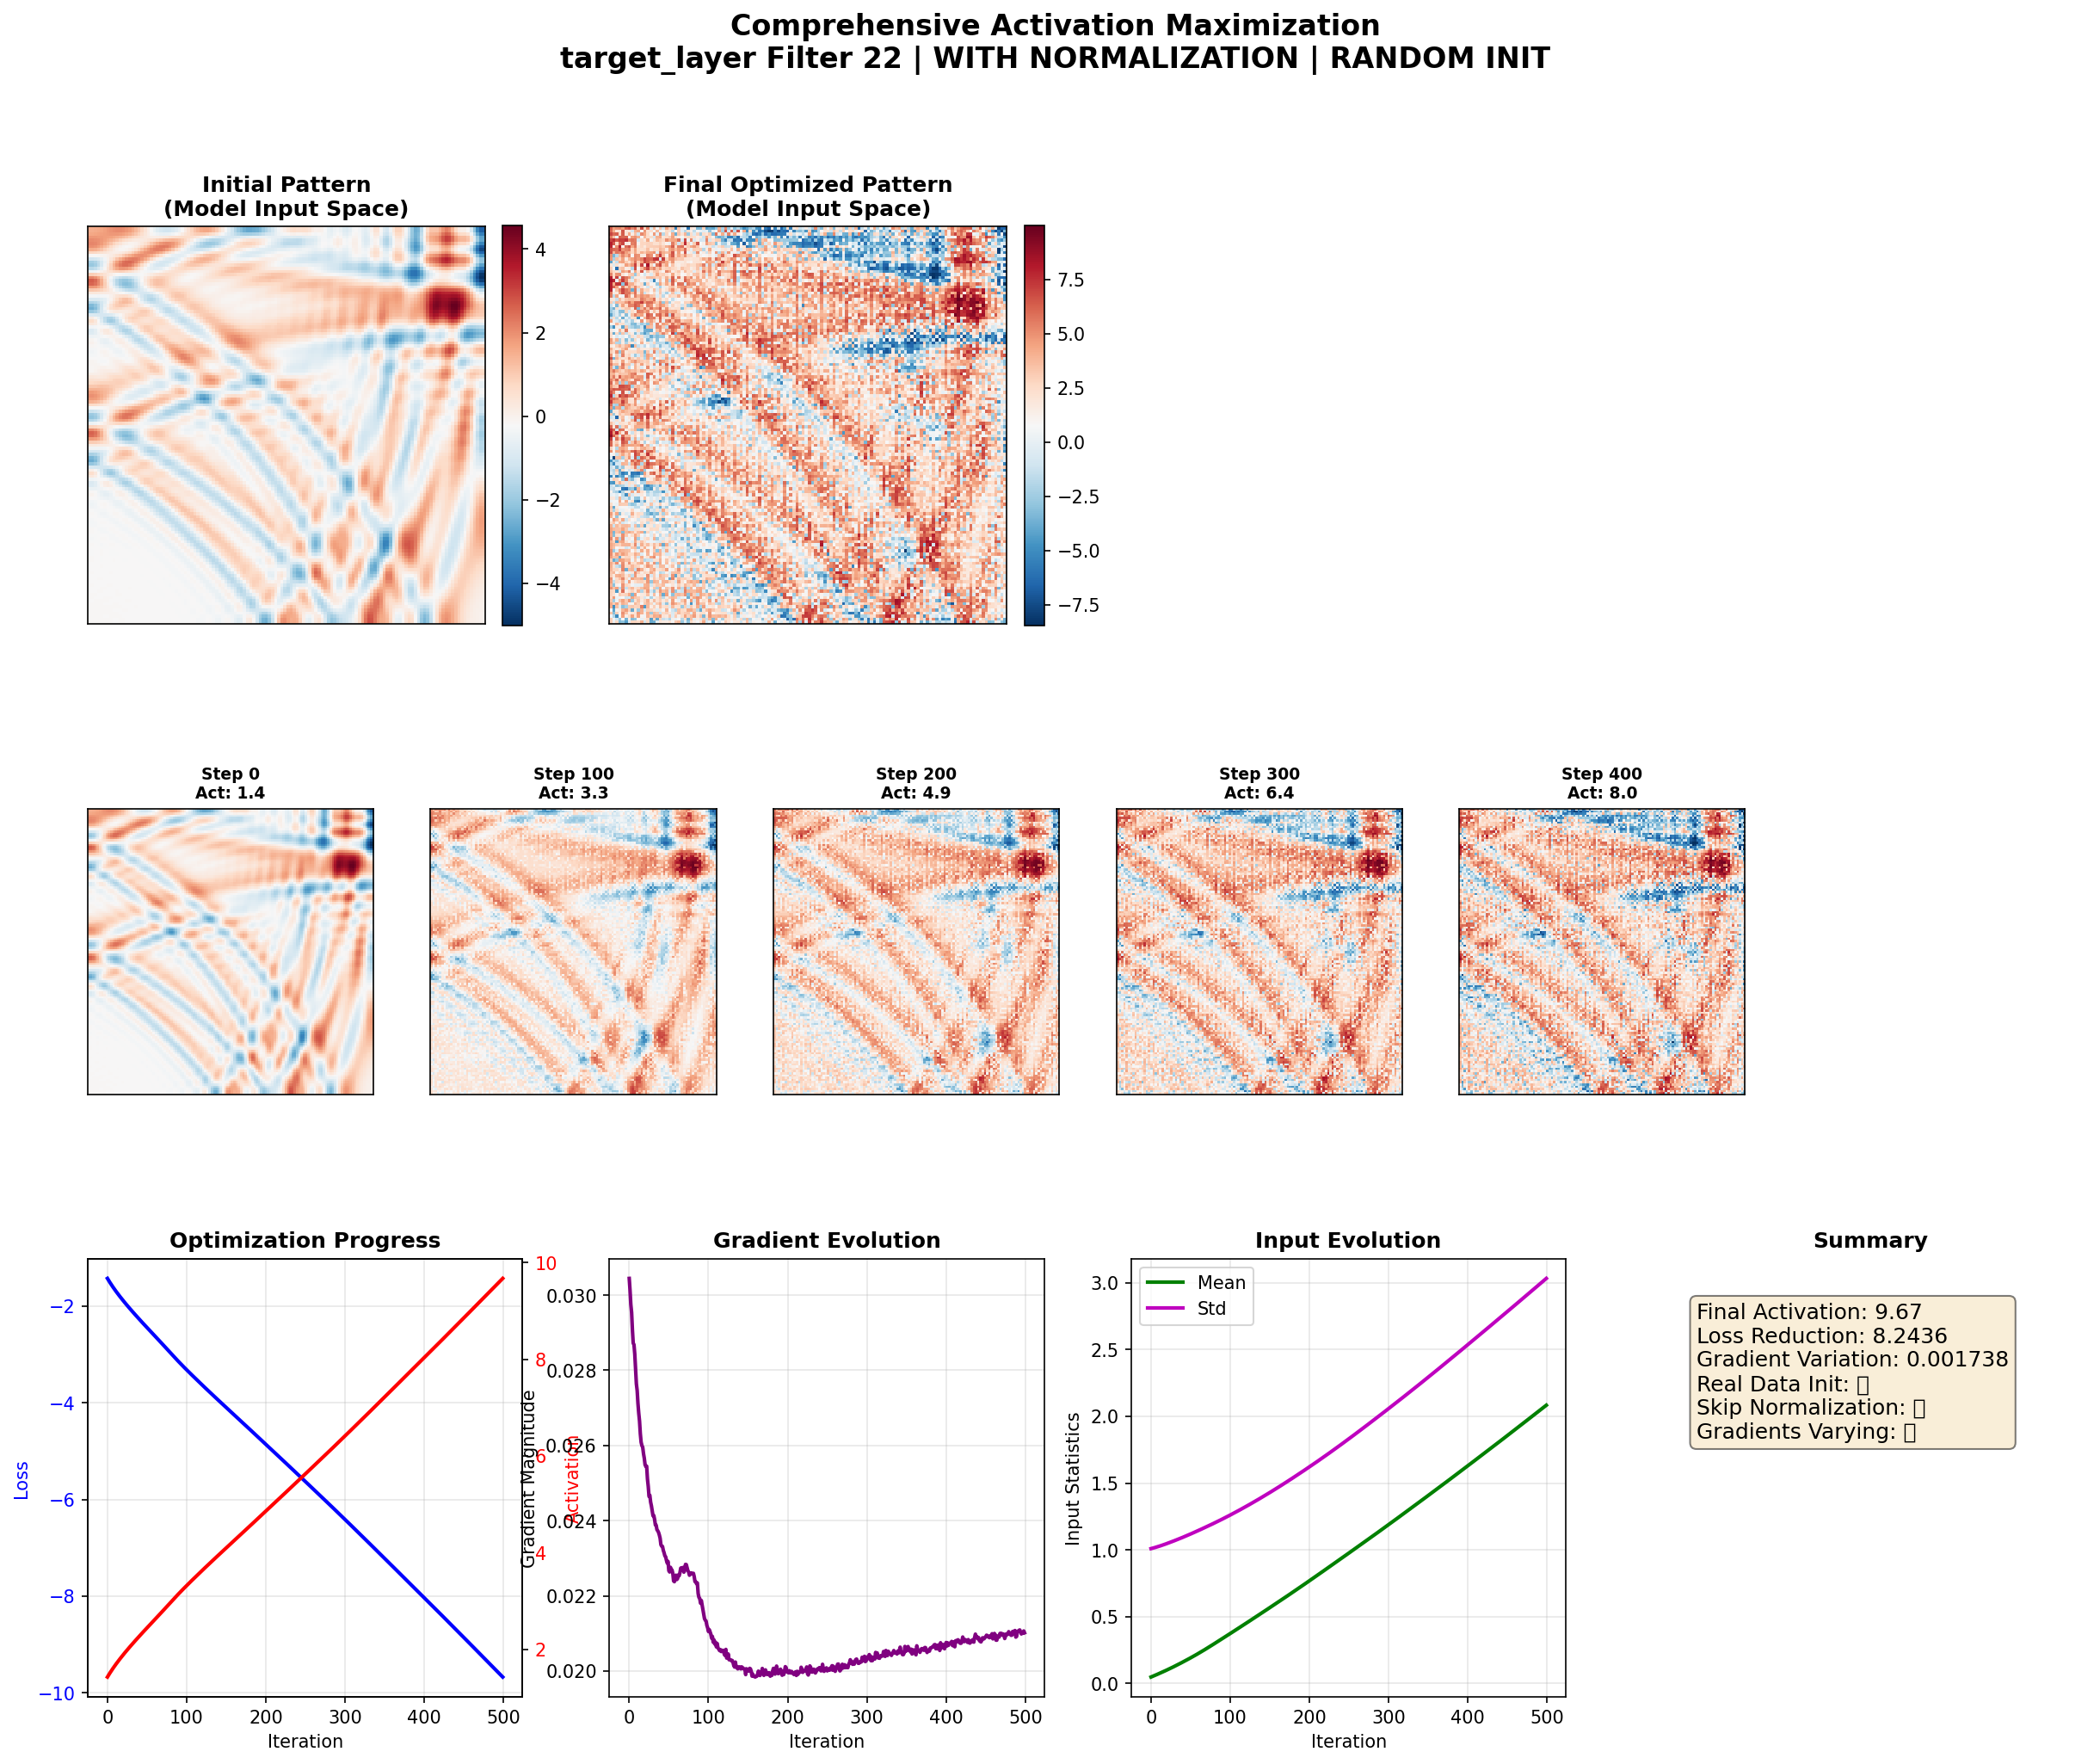 Comprehensive Activation Maximization
target_layer Filter 22 | WITH NORMALIZATION | RANDOM INIT
Initial Pattern
(Model Input Space)
4
2
0
−2
−4
Final Optimized Pattern
(Model Input Space)
7.5
5.0
2.5
0.0
−2.5
−5.0
−7.5
Step 0
Act: 1.4
Step 100
Act: 3.3
Step 200
Act: 4.9
Step 300
Act: 6.4
Step 400
Act: 8.0
Optimization Progress
Loss
−2
−4
−6
−8
−10
0 100 200 300 400 500
Iteration
10
8
6
4
2
Activation
Gradient Evolution
Gradient Magnitude
0.030
0.028
0.026
0.024
0.022
0.020
0 100 200 300 400 500
Iteration
Input Evolution
Mean
Std
Input Statistics
3.0
2.5
2.0
1.5
1.0
0.5
0.0
0 100 200 300 400 500
Iteration
Summary
Final Activation: 9.67
Loss Reduction: 8.2436
Gradient Variation: 0.001738
Real Data Init:
Skip Normalization:
Gradients Varying: